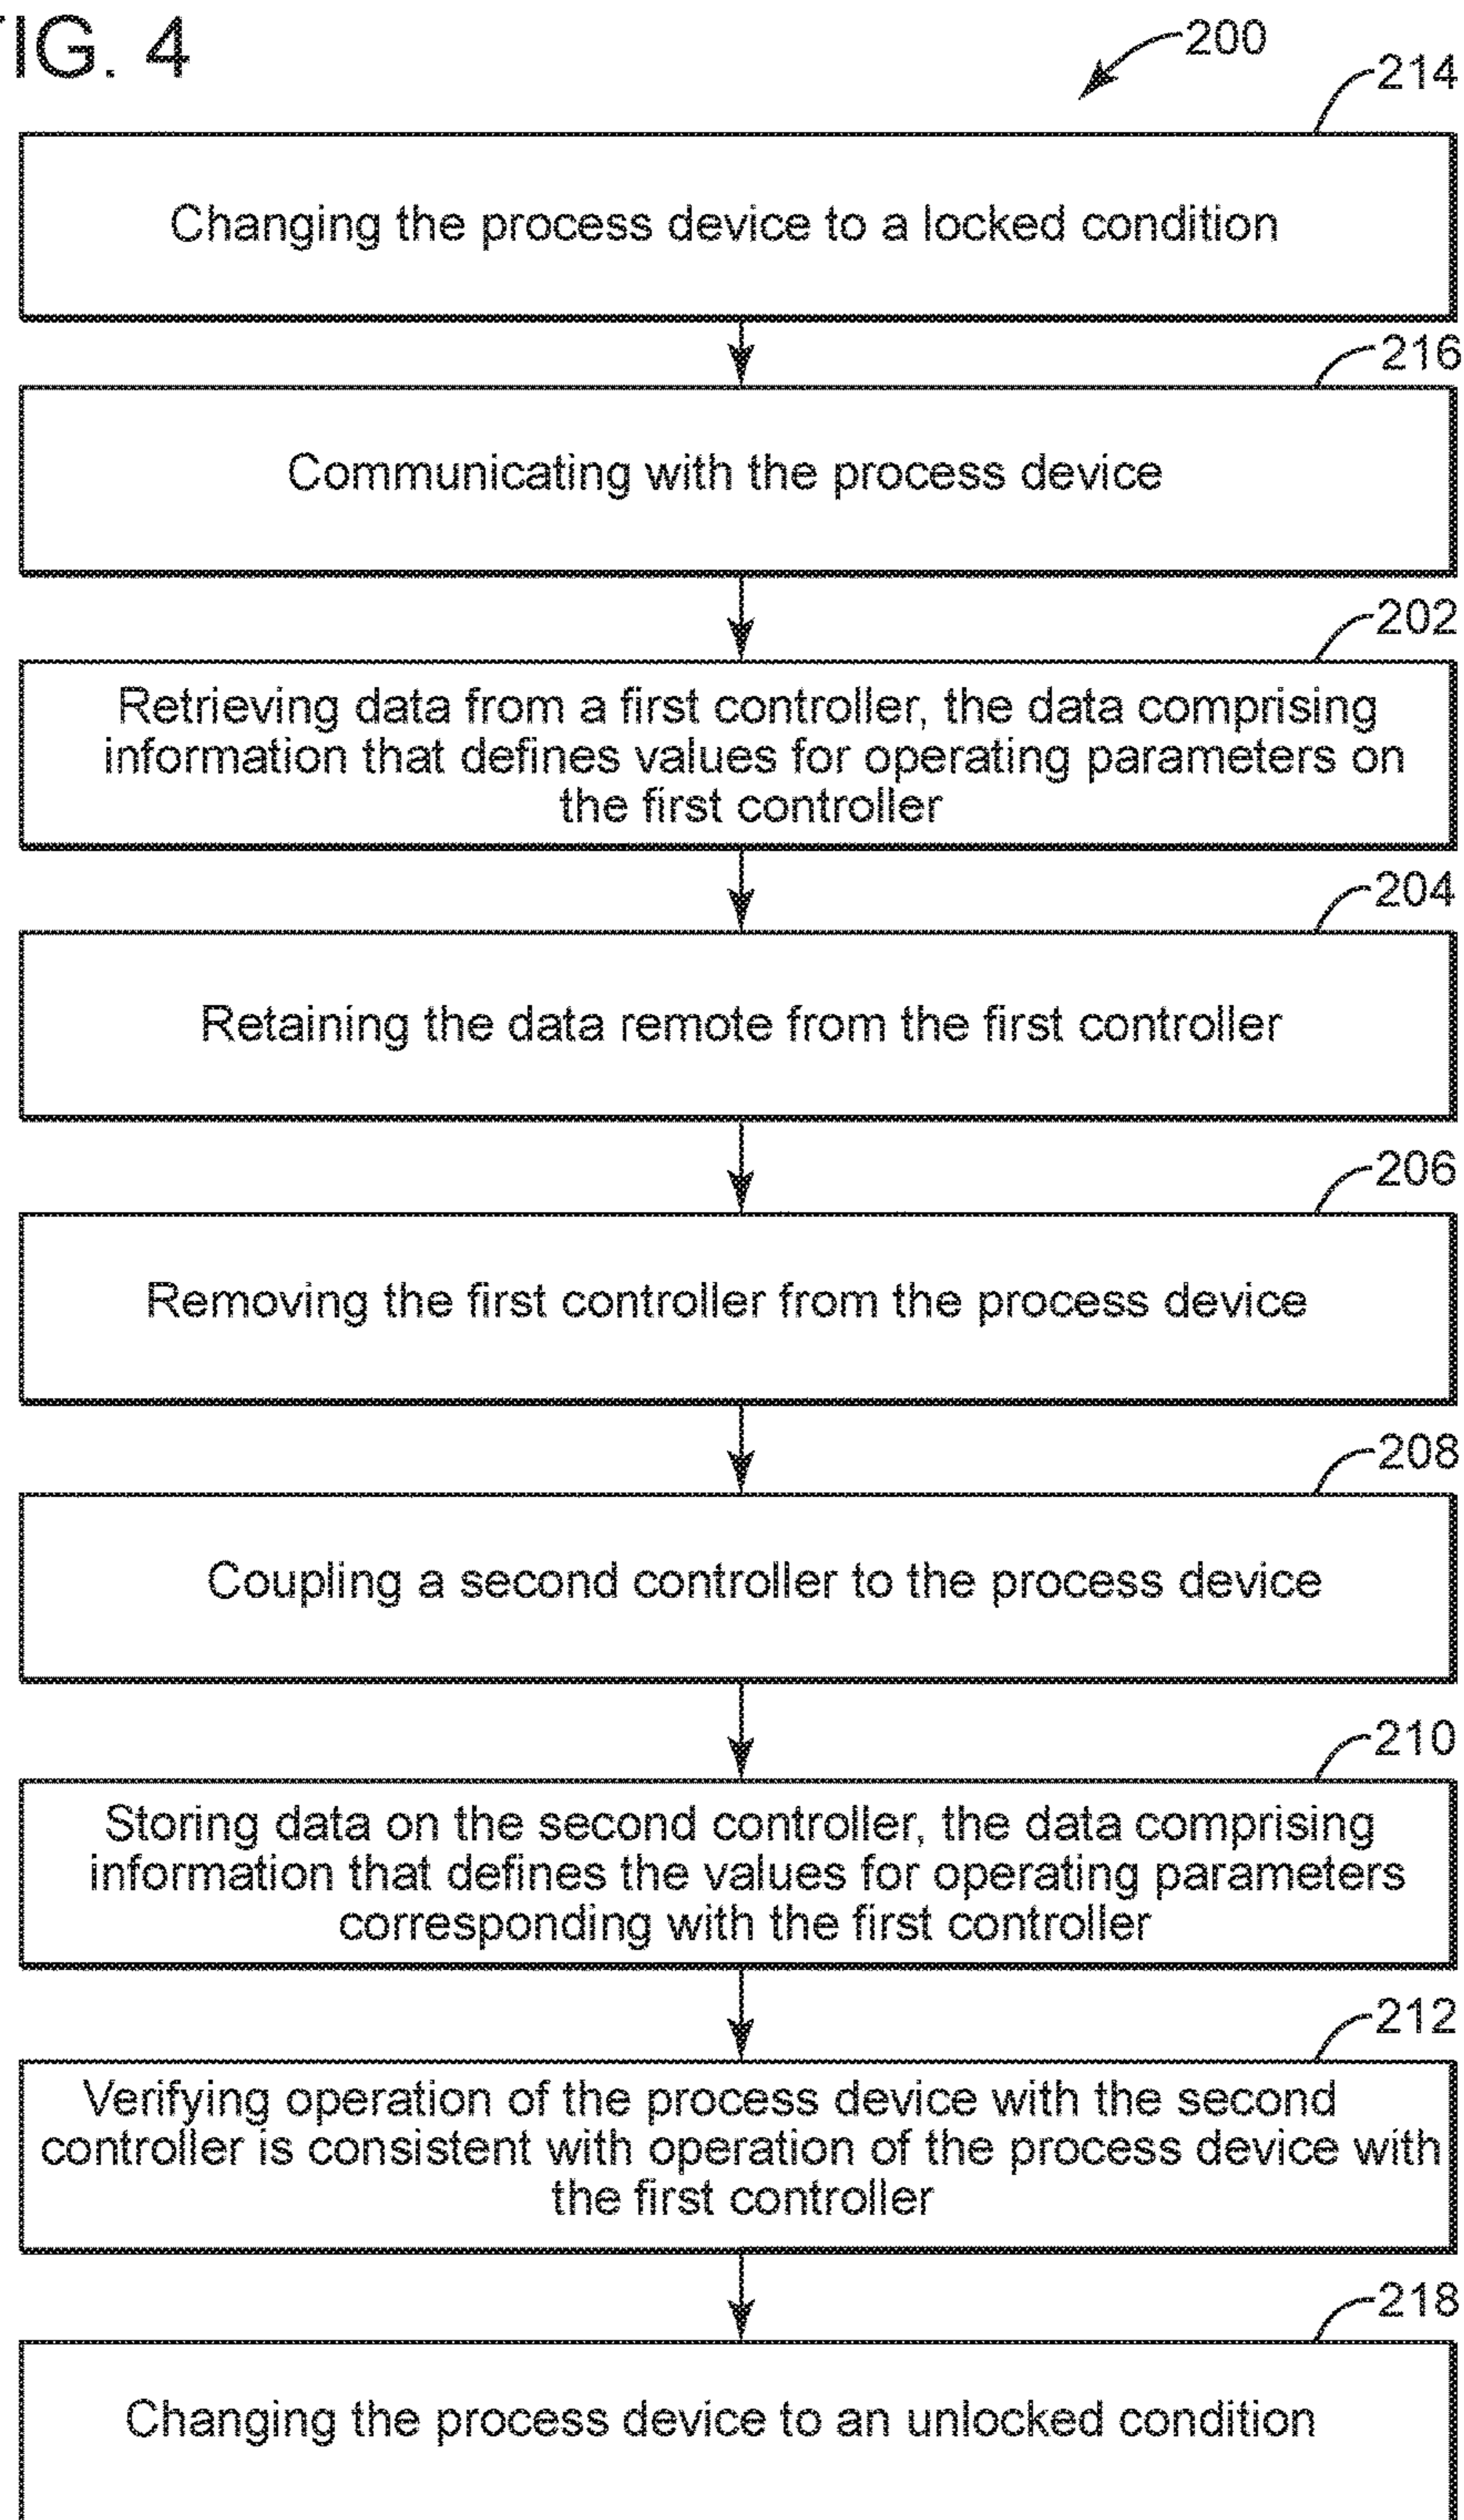 FIG. 4
200
214
Changing the process device to a locked condition
216
Communicating with the process device
202
Retrieving data from a first controller, the data comprising
information that defines values for operating parameters on
the first controller
204
Retaining the data remote from the first controller
206
Removing the first controller from the process device
208
Coupling a second controller to the process device
210
Storing data on the second controller, the data comprising
information that defines the values for operating parameters
corresponding with the first controller
212
Verifying operation of the process device with the second
controller is consistent with operation of the process device with
the first controller
218
Changing the process device to an unlocked condition